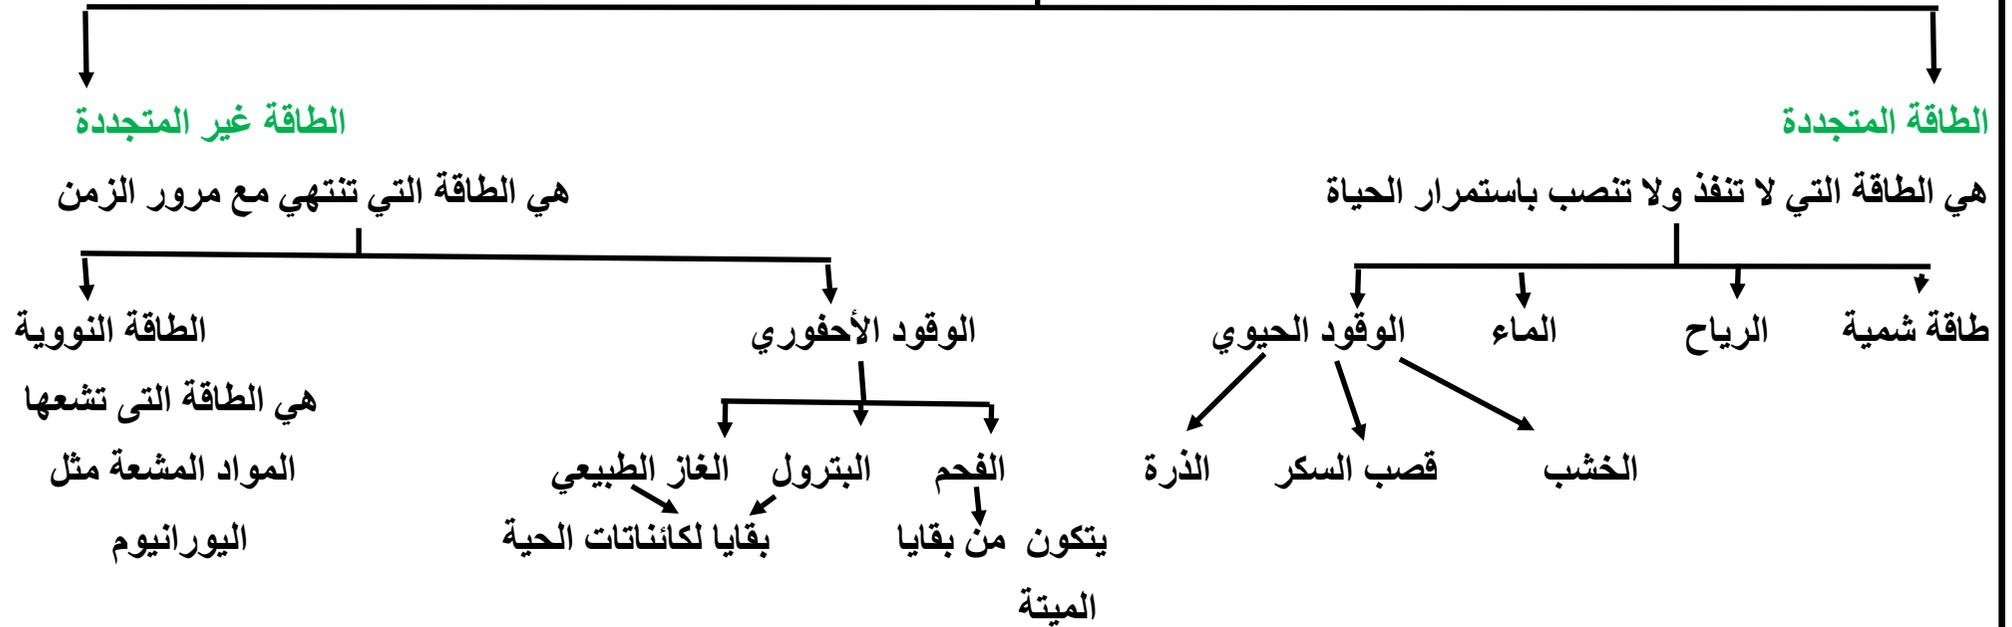 الطاقة المتجددة
الطاقة غير المتجددة
هي الطاقة التي لا تنفذ ولا تنصب باستمرار الحياة
هي الطاقة التي تنتهي مع مرور الزمن
طاقة شمية
الرياح
الماء
الوقود الحيوي
الوقود الأحفوري
الطاقة النووية
هي الطاقة التى تشعها
المواد المشعة مثل
اليورانيوم
الخشب
قصب السكر
الذرة
الفحم
البترول
الغاز الطبيعي
يتكون من بقايا
الميتة
بقايا لكائناتات الحية